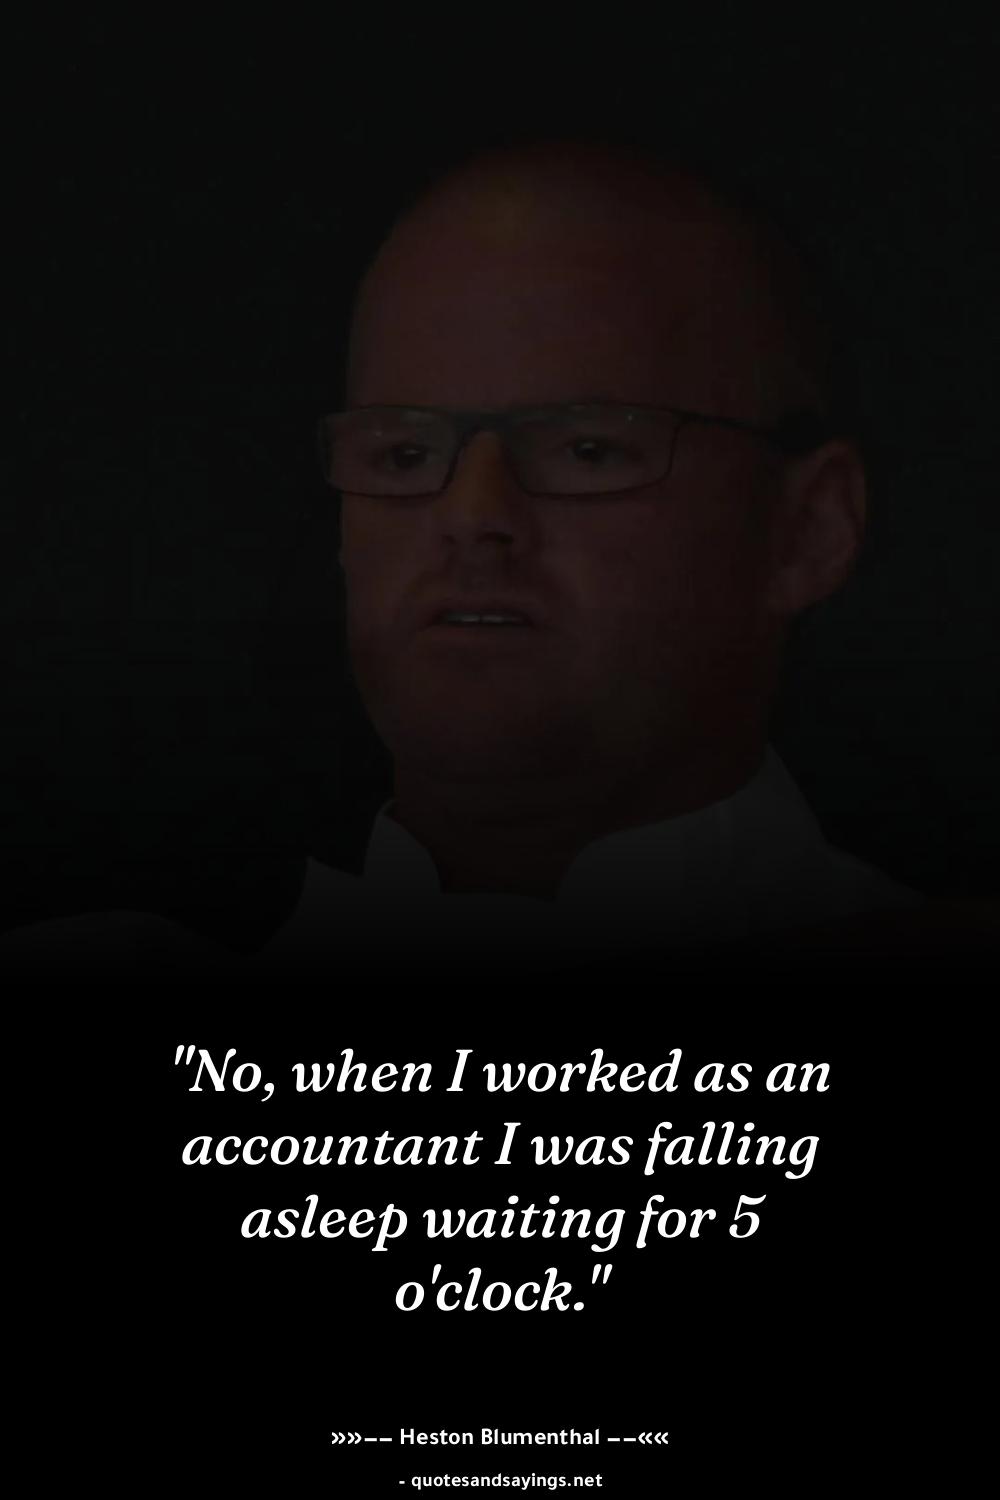 "No, when I worked as an
accountant I was falling
asleep waiting for 5
o'clock."
»»–– Heston Blumenthal ––««
- quotesandsayings.net